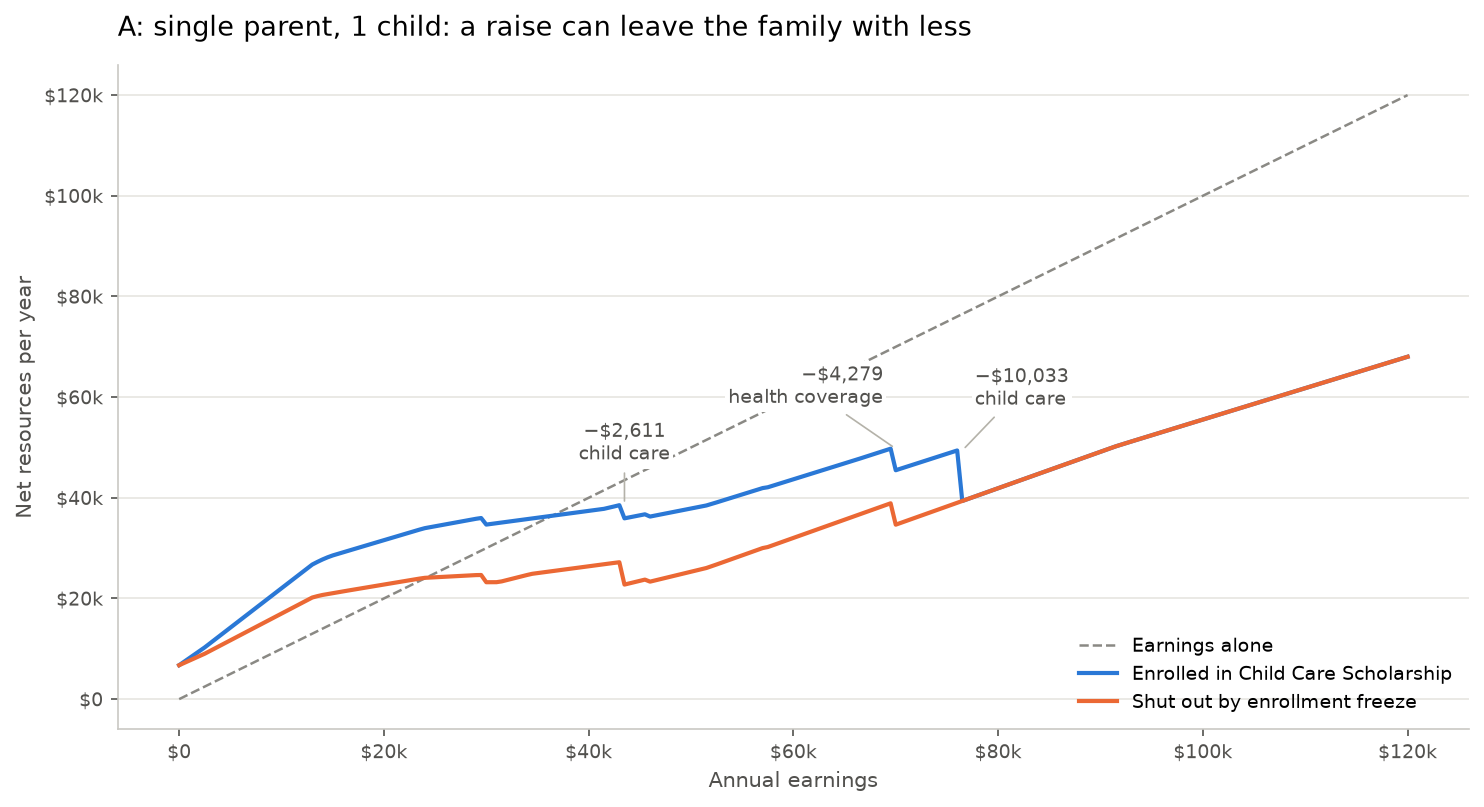 A: single parent, 1 child: a raise can leave the family with less
Net resources per year
$120k
$100k
$80k
$60k
$40k
$20k
$0
−$4,279
health coverage
−$10,033
child care
−$2,611
child care
Earnings alone
Enrolled in Child Care Scholarship
Shut out by enrollment freeze
$0
$20k
$40k
$60k
$80k
$100k
$120k
Annual earnings